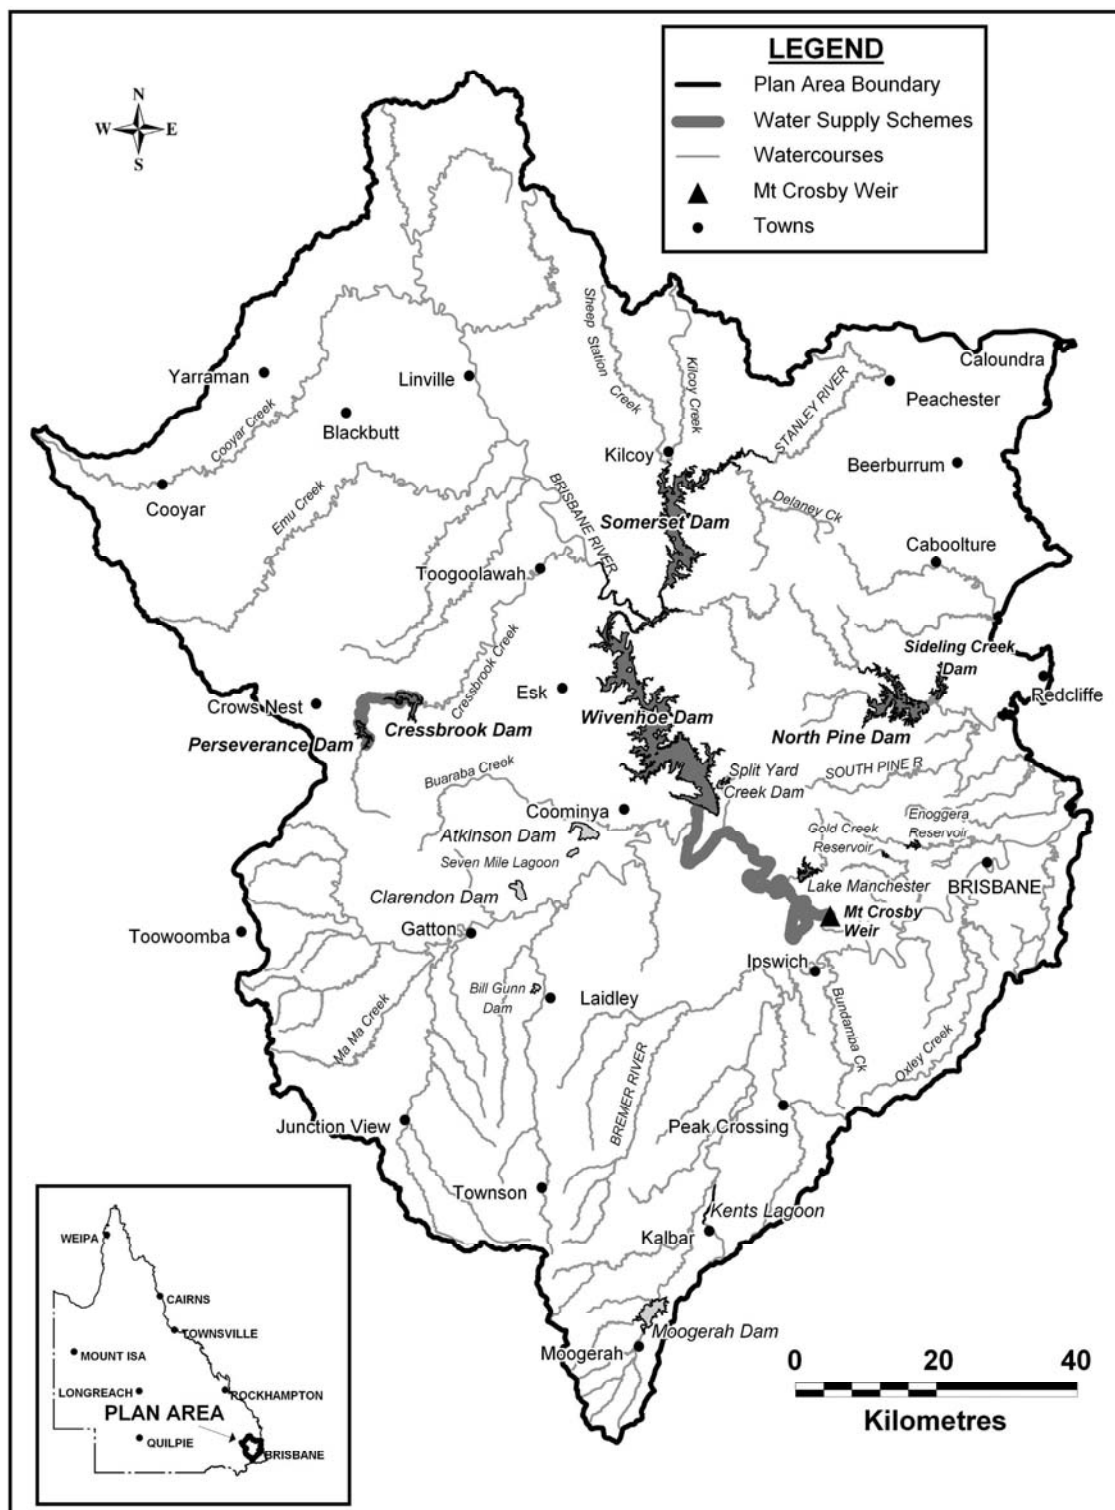 LEGEND
Plan Area Boundary
Water Supply Schemes
Watercourses
Mt Crosby Weir
Towns
N
W
E
S
Sheep Station Creek
Kilcoy Creek
Caloundra
Yarraman
Linville
STANLEY RIVER
Peachester
Cooyar Creek
Blackbutt
Kilcoy
Beerburrum
Cooyar
Emu Creek
BRISBANE RIVER
Somerset Dam
Delaney Ck
Toogoolawah
Caboolture
Cressbrook Creek
Sideling Creek
Dam
Redcliffe
Crows Nest
Esk
Perseverance Dam
Cressbrook Dam
Wivenhoe Dam
North Pine Dam
Buaraba Creek
Split Yard
Creek Dam
SOUTH PINE R
Coominya
Atkinson Dam
Gold Creek
Reservoir
Enoggera
Reservoir
Seven Mile Lagoon
Clarendon Dam
Lake Manchester
BRISBANE
Toowoomba
Gatton
Mt Crosby
Weir
Ipswich
Bill Gunn
Dam
Laidley
Ma Ma Creek
Bundamba Ck
Oxley Creek
BREMER RIVER
Junction View
Peak Crossing
Townson
Kents Lagoon
Kalbar
Moogerah Dam
Moogerah
0 20 40
Kilometres
WEIPA
CAIRNS
TOWNSVILLE
MOUNT ISA
LONGREACH
ROCKHAMPTON
PLAN AREA
QUILPIE
BRISBANE